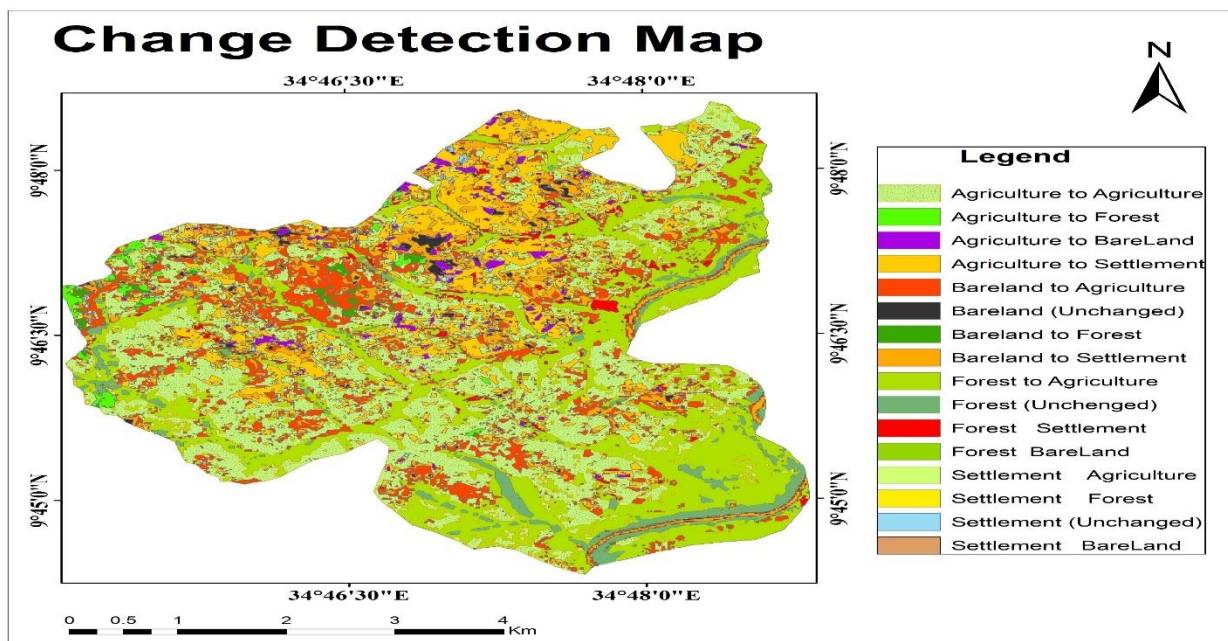 Change Detection Map
N
34°46'30"E 34°48'0"E
9°48'0"N 9°48'0"N
9°46'30"N 9°46'30"N
9°45'0"N 9°45'0"N
34°46'30"E 34°48'0"E
0 0.5 1 2 3 4 Km
Legend
Agriculture to Agriculture
Agriculture to Forest
Agriculture to BareLand
Agriculture to Settlement
Bareland to Agriculture
Bareland (Unchanged)
Bareland to Forest
Bareland to Settlement
Forest to Agriculture
Forest (Unchenged)
Forest Settlement
Forest BareLand
Settlement Agriculture
Settlement Forest
Settlement (Unchanged)
Settlement BareLand